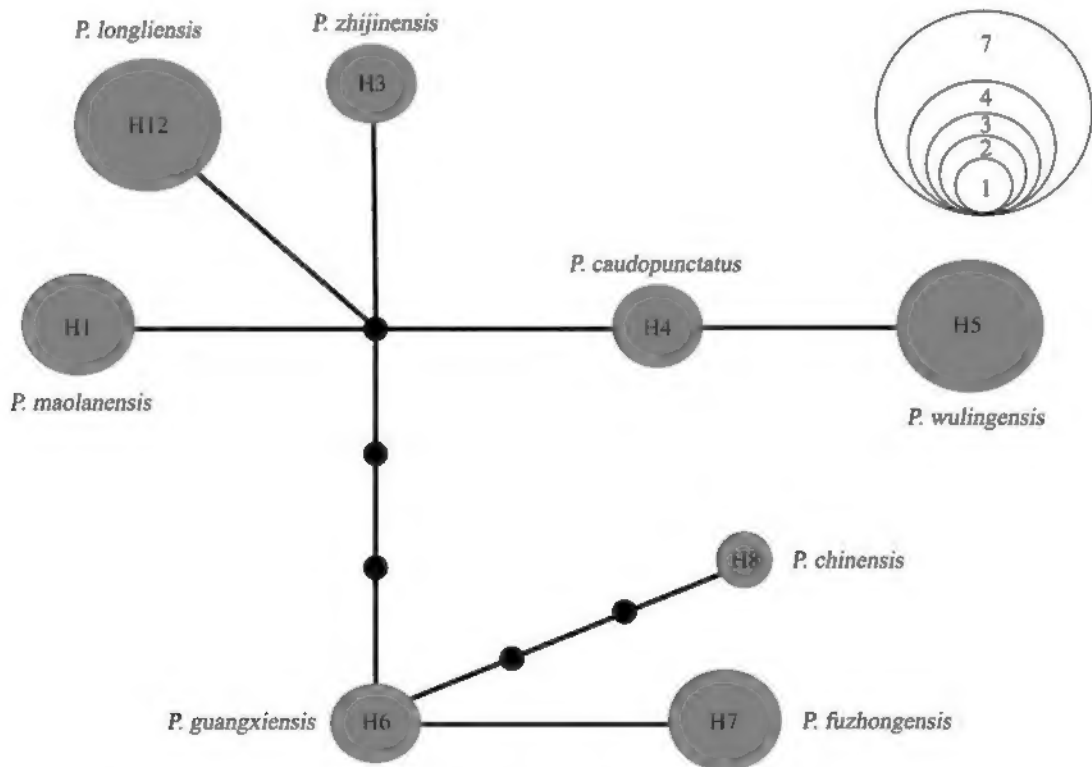 P. longliensis
P. zhijinensis
H12
H3
7
4
3
2
1
P. caudopunctatus
H1
H4
H5
P. maolanensis
P. wulingensis
H8
P. chinensis
P. guangxiensis
H6
H7
P. fuzhongensis